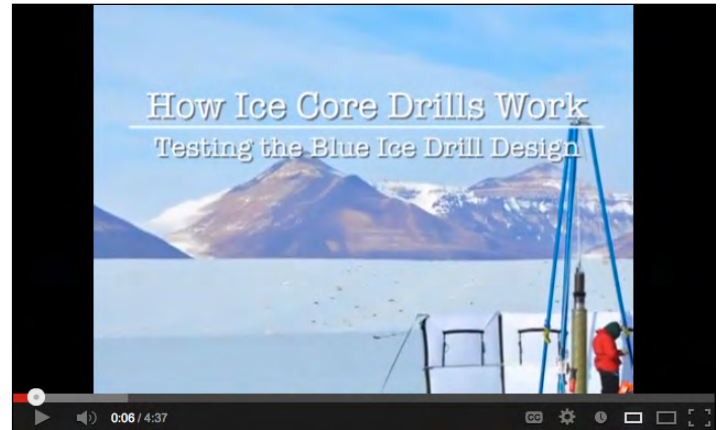 How Ice Core Drills Work
Testing the Blue Ice Drill Design
0:06 / 4:37
CC